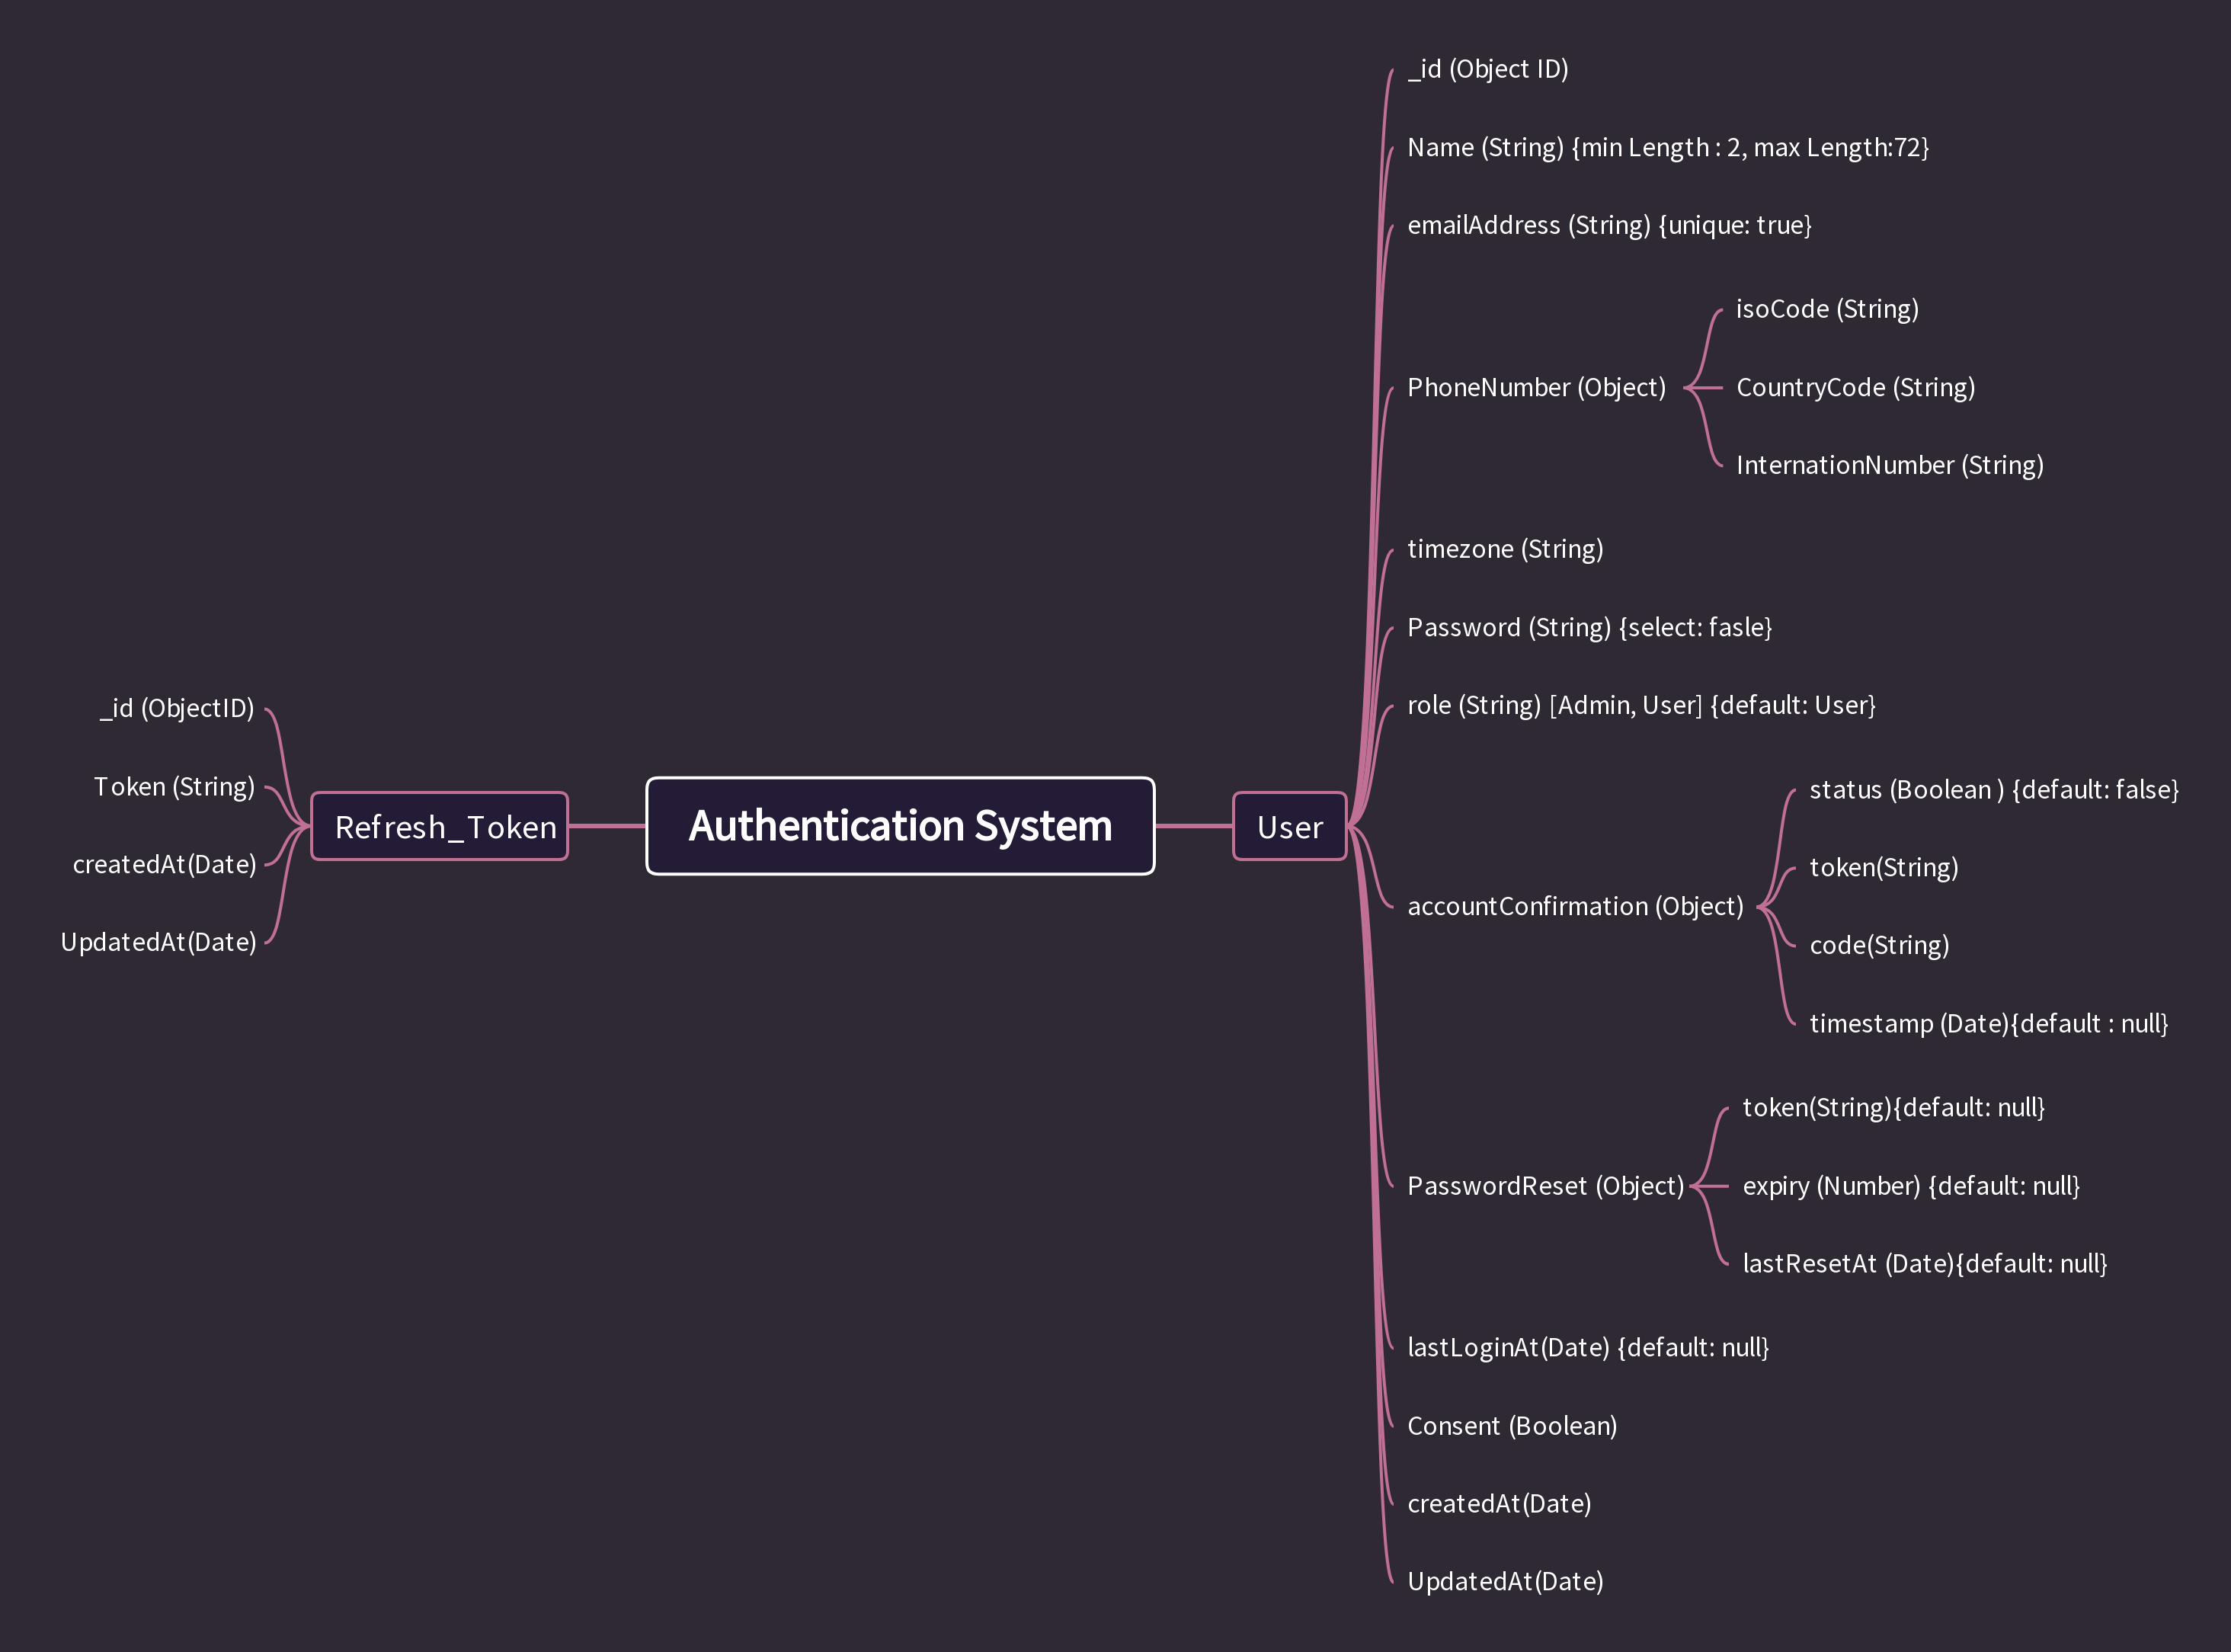 _id (Object ID)
Name (String) {min Length : 2, max Length:72}
emailAddress (String) {unique: true}
PhoneNumber (Object)
isoCode (String)
CountryCode (String)
InternationNumber (String)
timezone (String)
Password (String) {select: fasle}
role (String) [Admin, User] {default: User}
accountConfirmation (Object)
status (Boolean ) {default: false}
token(String)
code(String)
timestamp (Date){default : null}
PasswordReset (Object)
token(String){default: null}
expiry (Number) {default: null}
lastResetAt (Date){default: null}
lastLoginAt(Date) {default: null}
Consent (Boolean)
createdAt(Date)
UpdatedAt(Date)
User
Authentication System
Refresh_Token
_id (ObjectID)
Token (String)
createdAt(Date)
UpdatedAt(Date)